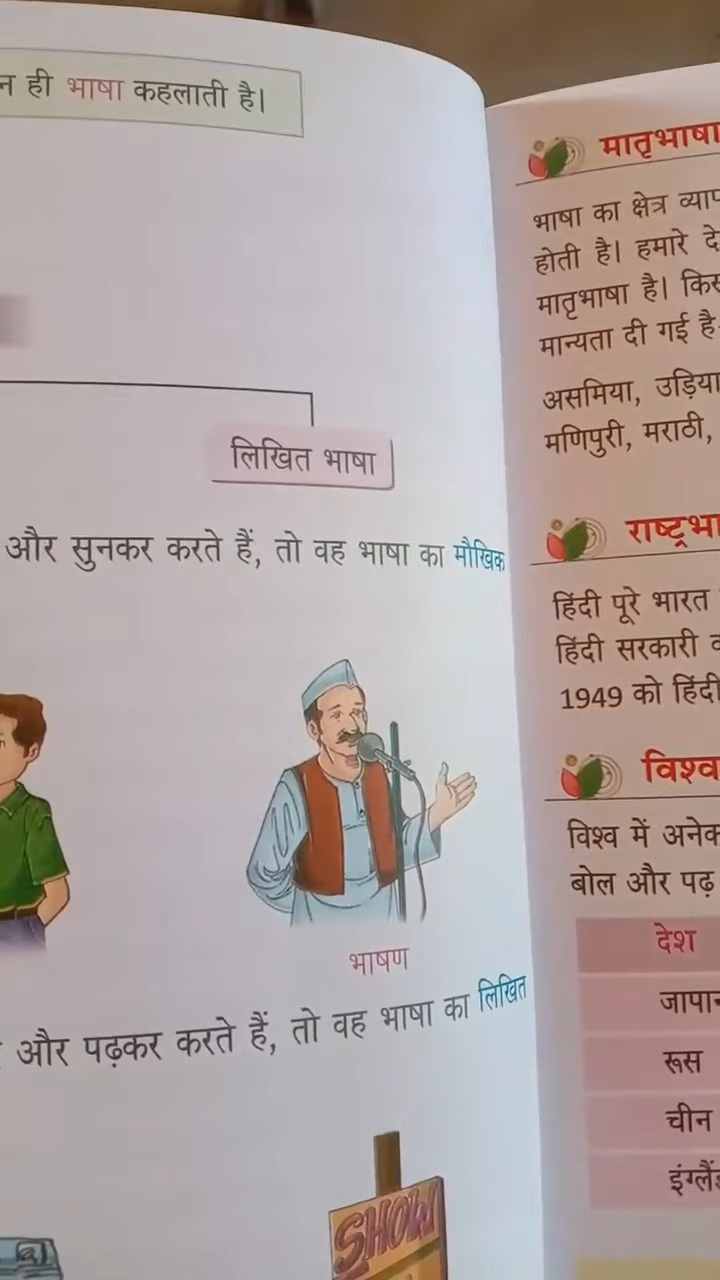 ही भाषा कहलाती है।
लिखित भाषा
और सुनकर करते हैं, तो वह भाषा का मौखिक
भाषण
और पढ़कर करते हैं, तो वह भाषा का लिखित
SHOW
मातृभाषा
भाषा का क्षेत्र
होती है। हमारे
मातृभाषा है।
मान्यता दी गई है
असमिया, उड़िया
मणिपुरी, मराठी,
हिंदी पूरे भारत
हिंदी सरकारी
1949 को हिंदी
विश्व
विश्व में अनेक
बोल और पढ़
देश
जापान
रूस
चीन